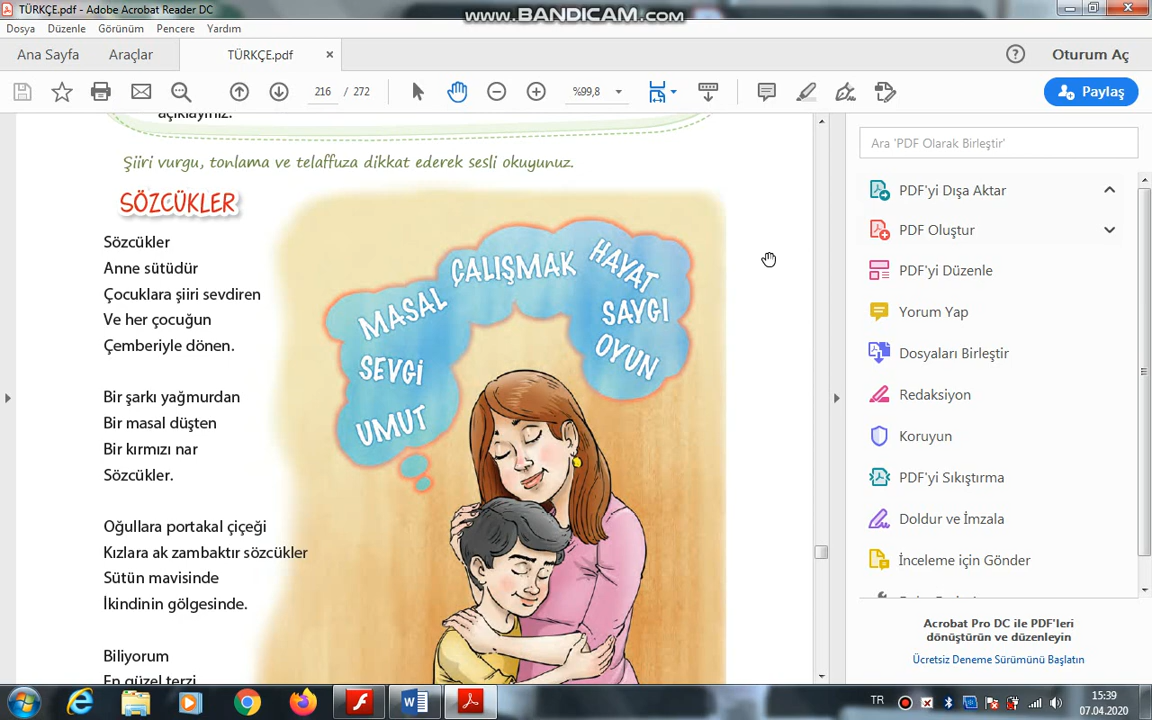 TÜRKÇE.pdf - Adobe Acrobat Reader DC
www.BANDICAM.com
Dosya Düzenle Görünüm Pencere Yardım
Ana Sayfa Araçlar TÜRKÇE.pdf × Oturum Aç
216 / 272 %99,8 Paylaş
açıklayınız.
Şiiri vurgu, tonlama ve telaffuza dikkat ederek sesli okuyunuz.
SÖZCÜKLER
Sözcükler
Anne sütüdür
Çocuklara şiiri sevdiren
Ve her çocuğun
Çemberiyle dönen.
Bir şarkı yağmurdan
Bir masal düşten
Bir kırmızı nar
Sözcükler.
Oğullara portakal çiçeği
Kızlara ak zambaktır sözcükler
Sütün mavisinde
İkindinin gölgesinde.
Biliyorum
En güzel terzi
MASAL
ÇALIŞMAK
HAYAT
SAYGI
OYUN
SEVGİ
UMUT
Ara 'PDF Olarak Birleştir'
PDF'yi Dışa Aktar
PDF Oluştur
PDF'yi Düzenle
Yorum Yap
Dosyaları Birleştir
Redaksiyon
Koruyun
PDF'yi Sıkıştırma
Doldur ve İmzala
İnceleme için Gönder
Acrobat Pro DC ile PDF'leri
dönüştürün ve düzenleyin
Ücretsiz Deneme Sürümünü Başlatın
TR
15:39
07.04.2020